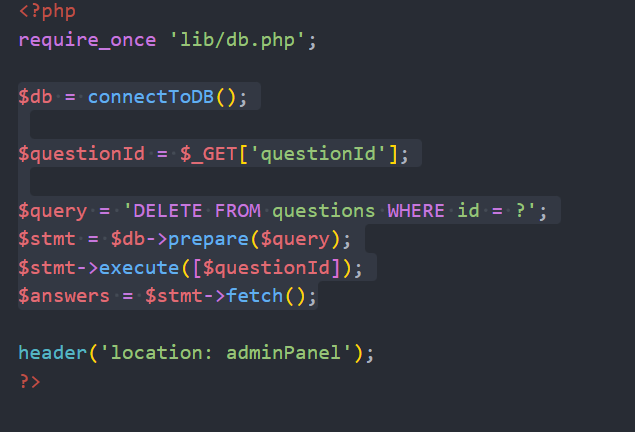 <?php
require_once 'lib/db.php';
$db = connectToDB();
$questionId = $_GET['questionId'];
$query = 'DELETE FROM questions WHERE id = ?';
$stmt = $db->prepare($query);
$stmt->execute([$questionId]);
$answers = $stmt->fetch();
header('location: adminPanel');
?>